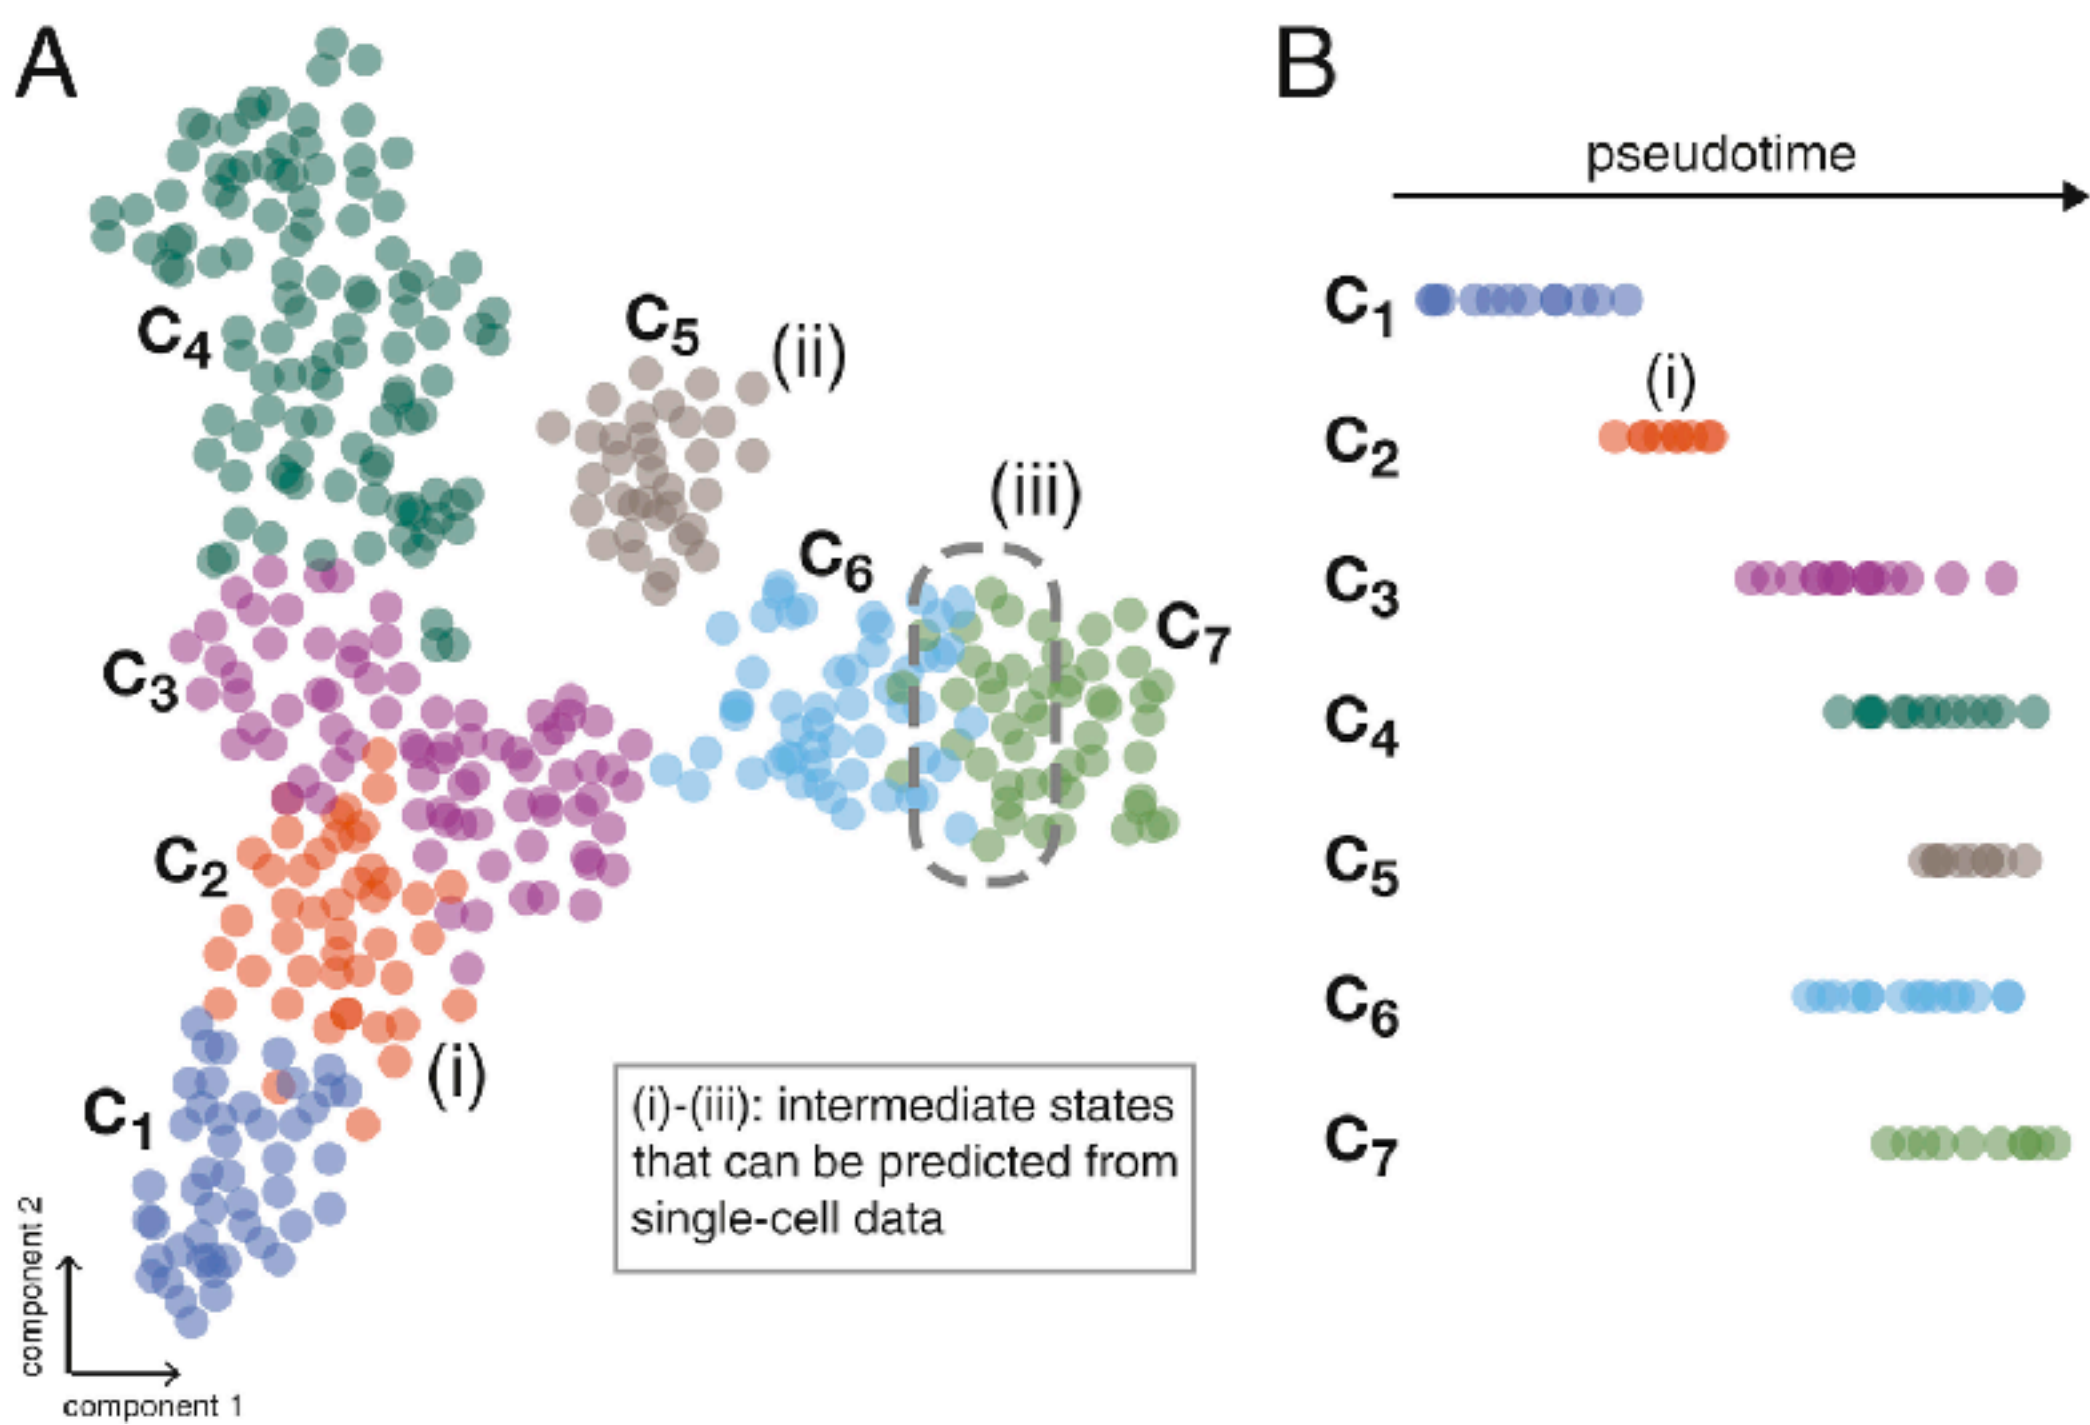 A
C4
C5
(ii)
(iii)
C6
C7
C3
C2
(i)
C1
(i)-(iii): intermediate states
that can be predicted from
single-cell data
component 2
component 1
B
pseudotime
C1
(i)
C2
C3
C4
C5
C6
C7